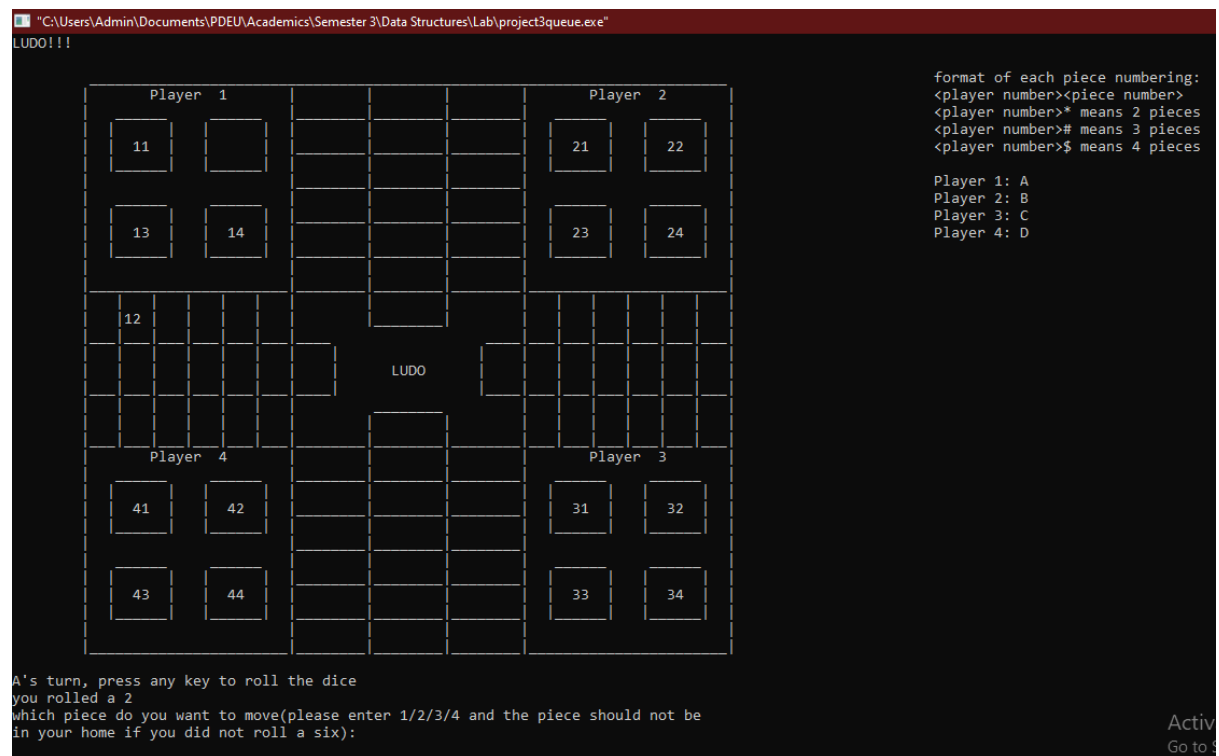 "C:\Users\Admin\Documents\PDEU\Academics\Semester 3\Data Structures\Lab\project3queue.exe"
LUDO!!!
format of each piece numbering:
<player number><piece number>
<player number>* means 2 pieces
<player number># means 3 pieces
<player number>$ means 4 pieces
Player 1: A
Player 2: B
Player 3: C
Player 4: D
Player 1 Player 2
11 21 22
13 14 23 24
12
LUDO
Player 4 Player 3
41 42 31 32
43 44 33 34
A's turn, press any key to roll the dice
you rolled a 2
which piece do you want to move(please enter 1/2/3/4 and the piece should not be
in your home if you did not roll a six):
Activ
Go to S